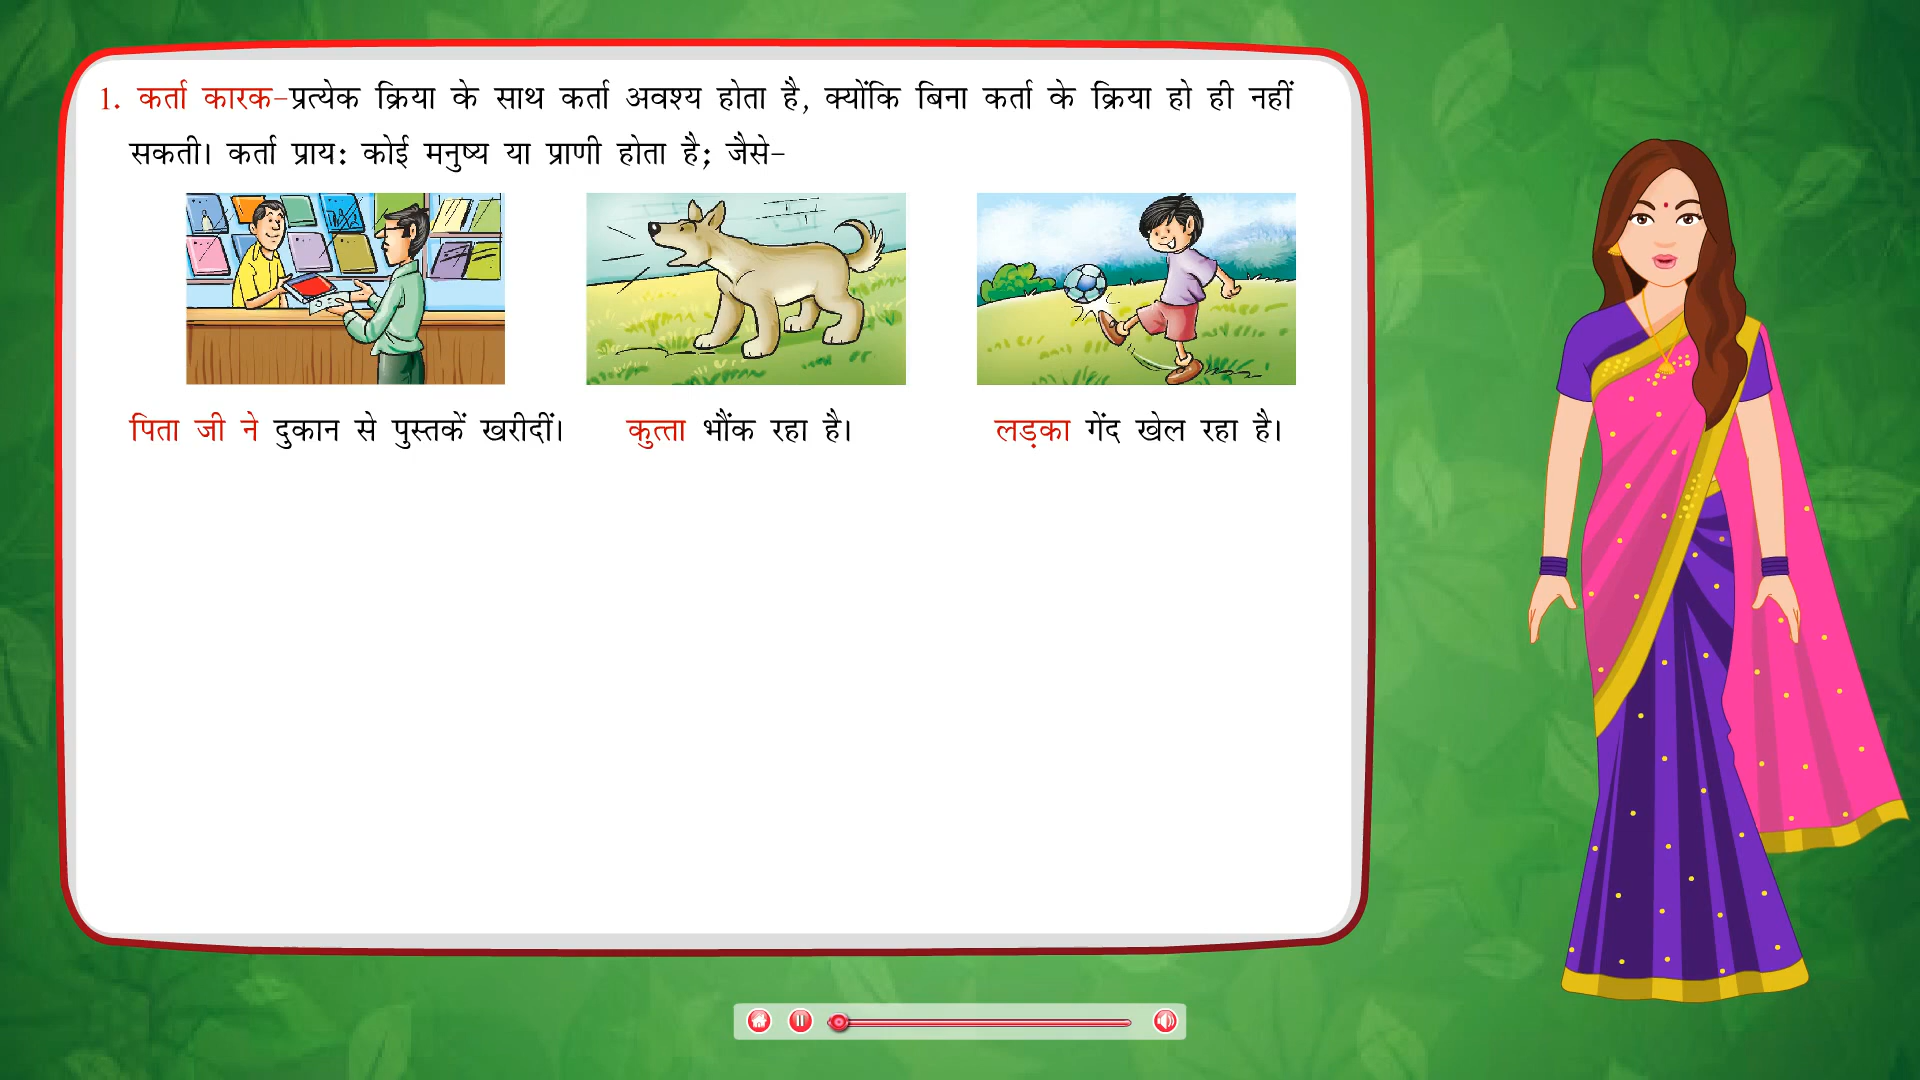 1. कर्ता कारक-प्रत्येक क्रिया के साथ कर्ता अवश्य होता है, क्योंकि बिना कर्ता के क्रिया हो ही नहीं
सकती। कर्ता प्राय: कोई मनुष्य या प्राणी होता है; जैसे-
पिता जी ने दुकान से पुस्तकें खरीदीं।
कुत्ता भौंक रहा है।
लड़का गेंद खेल रहा है।